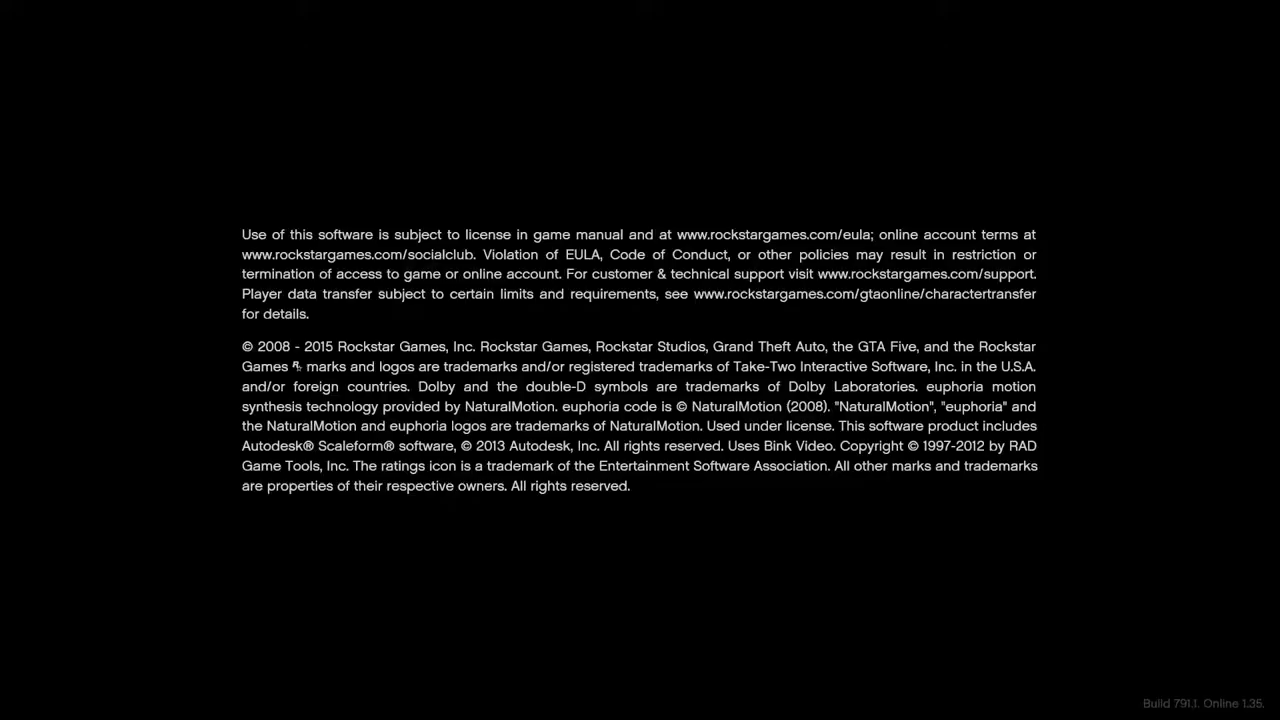 Use of this software is subject to license in game manual and at www.rockstargames.com/eula; online account terms at
www.rockstargames.com/socialclub. Violation of EULA, Code of Conduct, or other policies may result in restriction or
termination of access to game or online account. For customer & technical support visit www.rockstargames.com/support.
Player data transfer subject to certain limits and requirements, see www.rockstargames.com/gtaonline/charactertransfer
for details.
© 2008 - 2015 Rockstar Games, Inc. Rockstar Games, Rockstar Studios, Grand Theft Auto, the GTA Five, and the Rockstar
Games R* marks and logos are trademarks and/or registered trademarks of Take-Two Interactive Software, Inc. in the U.S.A.
and/or foreign countries. Dolby and the double-D symbols are trademarks of Dolby Laboratories. euphoria motion
synthesis technology provided by NaturalMotion. euphoria code is © NaturalMotion (2008). "NaturalMotion", "euphoria" and
the NaturalMotion and euphoria logos are trademarks of NaturalMotion. Used under license. This software product includes
Autodesk® Scaleform® software, © 2013 Autodesk, Inc. All rights reserved. Uses Bink Video. Copyright © 1997-2012 by RAD
Game Tools, Inc. The ratings icon is a trademark of the Entertainment Software Association. All other marks and trademarks
are properties of their respective owners. All rights reserved.
Build 791.1. Online 1.35.